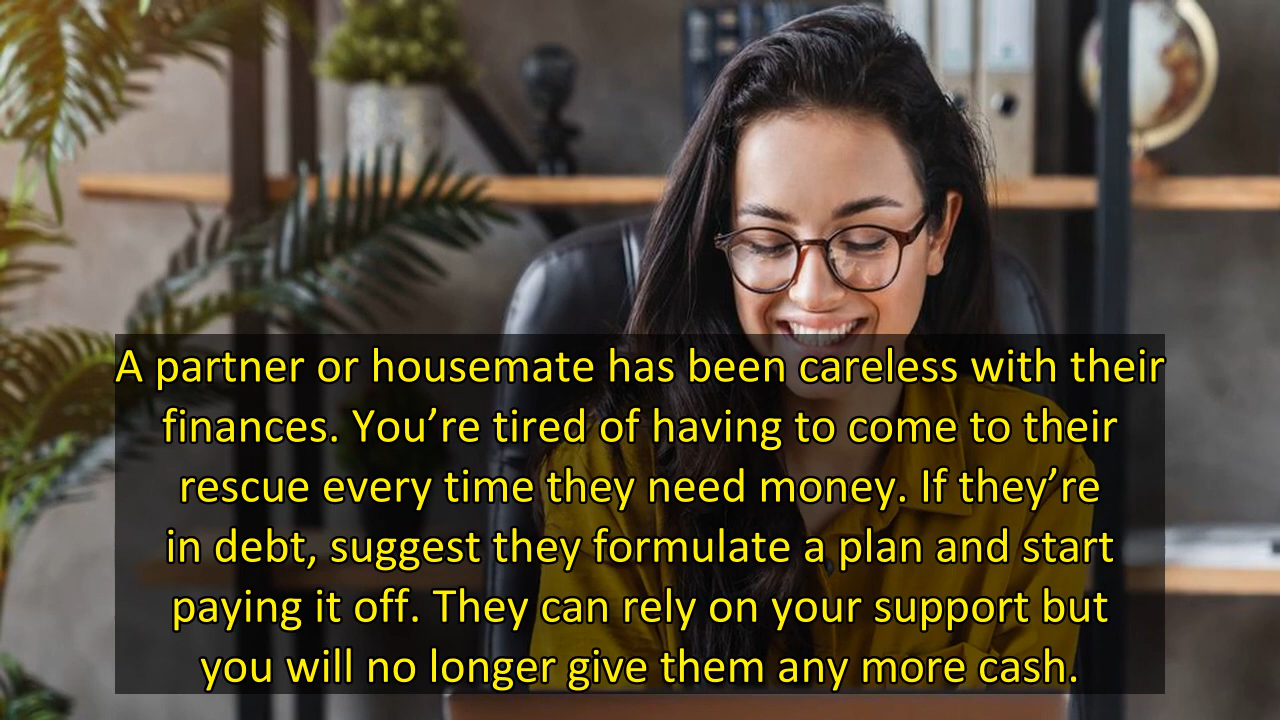 A partner or housemate has been careless with their
finances. You’re tired of having to come to their
rescue every time they need money. If they’re
in debt, suggest they formulate a plan and start
paying it off. They can rely on your support but
you will no longer give them any more cash.